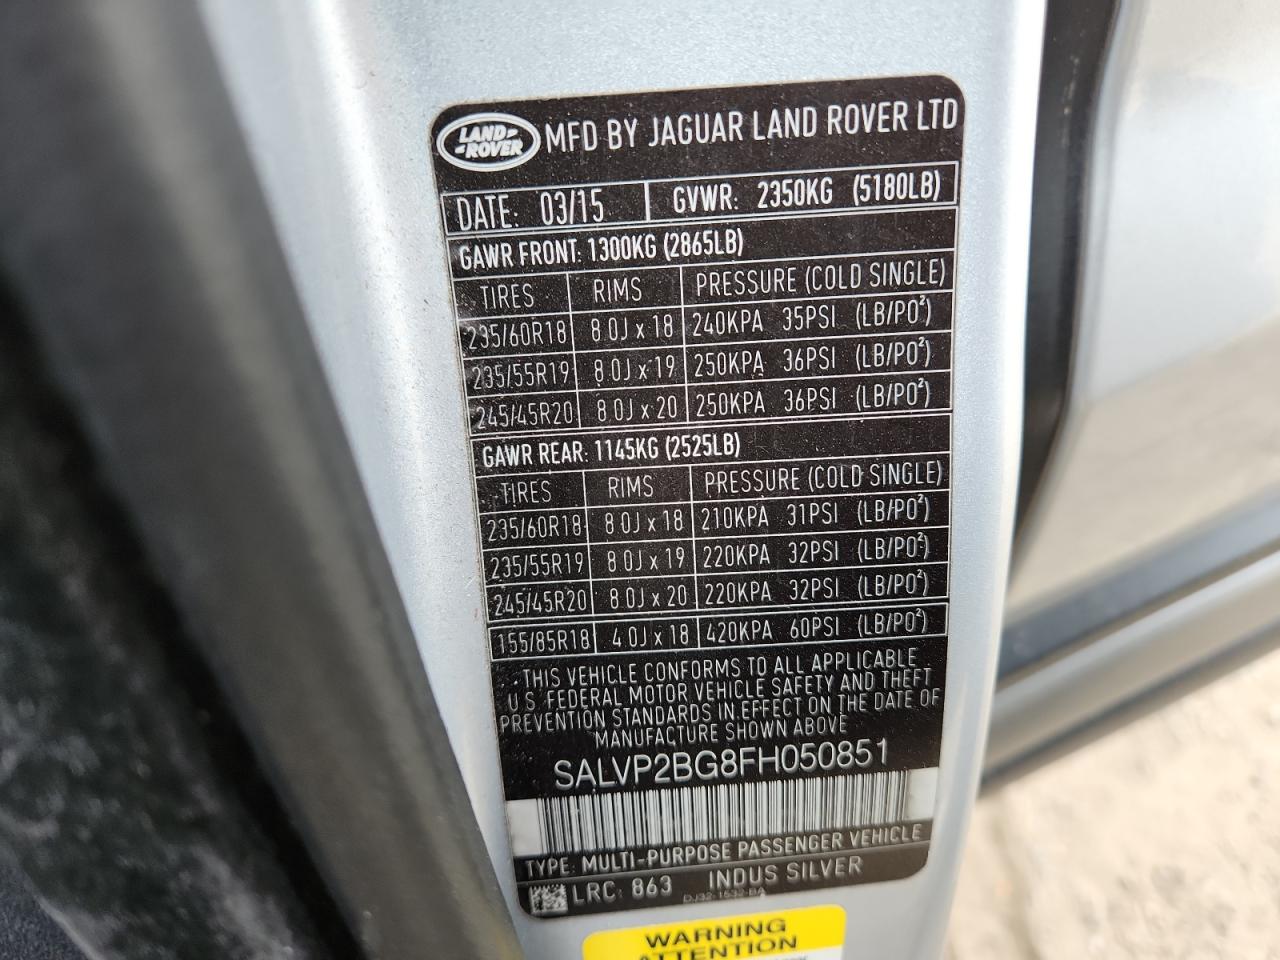 LAND ROVER MFD BY JAGUAR LAND ROVER LTD
DATE: 03/15 GVWR: 2350KG (5180LB)
GAWR FRONT: 1300KG (2865LB)
TIRES RIMS PRESSURE (COLD SINGLE)
235/60R18 8.0J x 18 240KPA 35PSI (LB/PO²)
235/55R19 8.0J x 19 250KPA 36PSI (LB/PO²)
245/45R20 8.0J x 20 250KPA 36PSI (LB/PO²)
GAWR REAR: 1145KG (2525LB)
TIRES RIMS PRESSURE (COLD SINGLE)
235/60R18 8.0J x 18 210KPA 31PSI (LB/PO²)
235/55R19 8.0J x 19 220KPA 32PSI (LB/PO²)
245/45R20 8.0J x 20 220KPA 32PSI (LB/PO²)
155/85R18 4.0J x 18 420KPA 60PSI (LB/PO²)
THIS VEHICLE CONFORMS TO ALL APPLICABLE
U.S. FEDERAL MOTOR VEHICLE SAFETY AND THEFT
PREVENTION STANDARDS IN EFFECT ON THE DATE OF
MANUFACTURE SHOWN ABOVE
SALVP2BG8FH050851
TYPE: MULTI-PURPOSE PASSENGER VEHICLE
LRC: 863 INDUS SILVER
DJ32-1532-BA
WARNING
ATTENTION